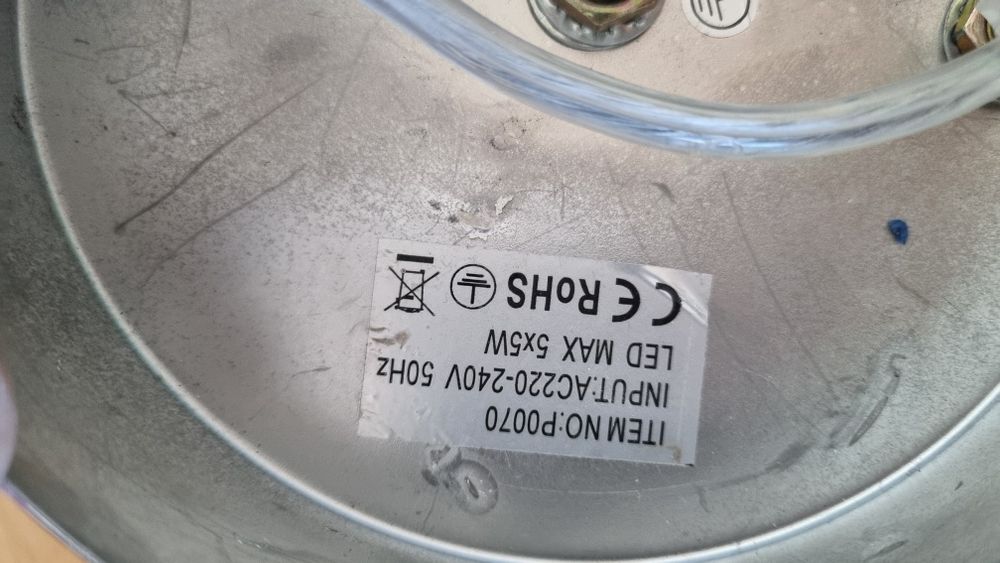 ITEM NO:P0070
INPUT:AC220-240V 50Hz
LED MAX 5x5W
CE RoHS